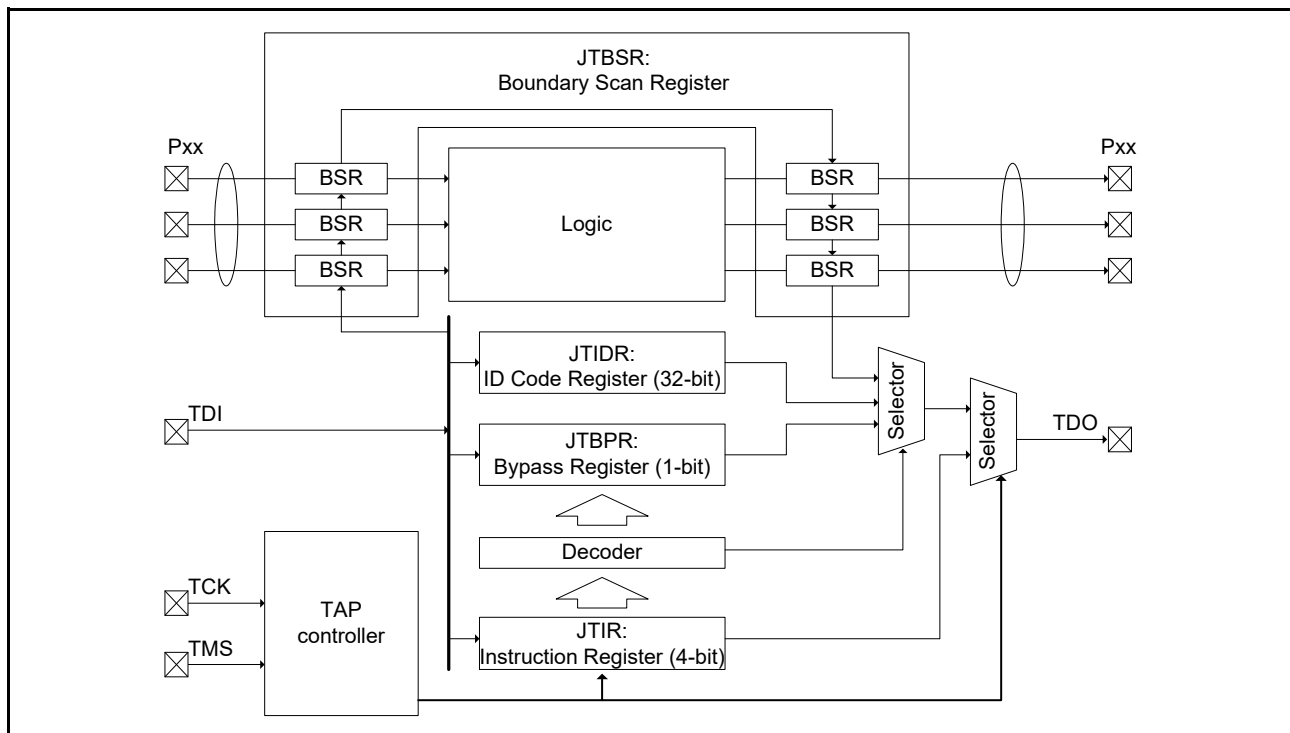 JTBSR:
Boundary Scan Register
Pxx
Pxx
BSR
BSR
BSR
BSR
BSR
BSR
Logic
JTIDR:
ID Code Register (32-bit)
Selector
Selector
TDI
TDO
JTBPR:
Bypass Register (1-bit)
Decoder
TCK
TMS
TAP
controller
JTIR:
Instruction Register (4-bit)